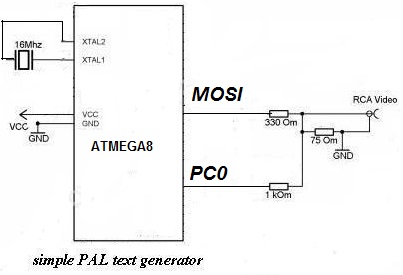 XTAL2
16Mhz
XTAL1
MOSI
RCA Video
VCC
VCC
GND
330 Om
GND
75 Om
GND
ATMEGA8
PC0
1 kOm
simple PAL text generator